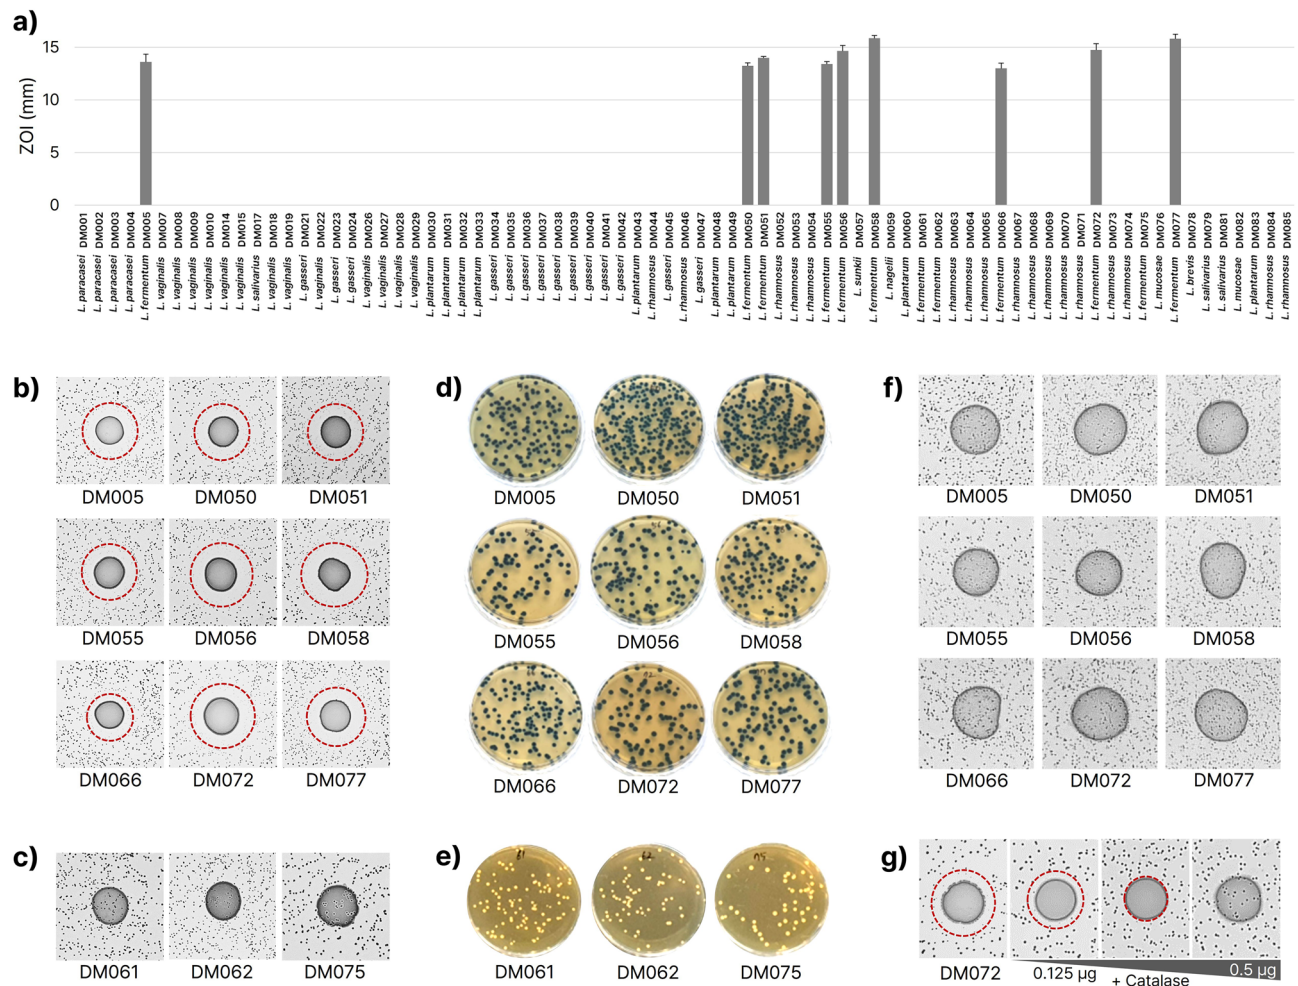 a)
ZOI (mm)
15
10
5
0
L. paracasei DM001
L. paracasei DM002
L. paracasei DM003
L. paracasei DM004
L. fermentum DM005
L. vaginalis DM007
L. vaginalis DM008
L. vaginalis DM009
L. vaginalis DM010
L. vaginalis DM014
L. vaginalis DM015
L. salivarius DM017
L. vaginalis DM018
L. vaginalis DM019
L. gasseri DM021
L. vaginalis DM022
L. gasseri DM023
L. gasseri DM024
L. vaginalis DM026
L. vaginalis DM027
L. vaginalis DM028
L. vaginalis DM029
L. plantarum DM030
L. plantarum DM031
L. plantarum DM032
L. plantarum DM033
L. gasseri DM034
L. gasseri DM035
L. gasseri DM036
L. gasseri DM037
L. gasseri DM038
L. gasseri DM039
L. gasseri DM040
L. gasseri DM041
L. gasseri DM042
L. plantarum DM043
L. rhamnosus DM044
L. gasseri DM045
L. rhamnosus DM046
L. gasseri DM047
L. plantarum DM048
L. plantarum DM049
L. fermentum DM050
L. fermentum DM051
L. rhamnosus DM052
L. rhamnosus DM053
L. rhamnosus DM054
L. fermentum DM055
L. fermentum DM056
L. sunkii DM057
L. fermentum DM058
L. nagelii DM059
L. plantarum DM060
L. fermentum DM061
L. fermentum DM062
L. rhamnosus DM063
L. rhamnosus DM064
L. rhamnosus DM065
L. fermentum DM066
L. rhamnosus DM067
L. rhamnosus DM068
L. rhamnosus DM069
L. rhamnosus DM070
L. rhamnosus DM071
L. fermentum DM072
L. rhamnosus DM073
L. rhamnosus DM074
L. fermentum DM075
L. mucosae DM076
L. fermentum DM077
L. brevis DM078
L. salivarius DM079
L. salivarius DM081
L. mucosae DM082
L. plantarum DM083
L. rhamnosus DM084
L. rhamnosus DM085
b)
DM005 DM050 DM051
DM055 DM056 DM058
DM066 DM072 DM077
c)
DM061 DM062 DM075
d)
DM005 DM050 DM051
DM055 DM056 DM058
DM066 DM072 DM077
e)
DM061 DM062 DM075
f)
DM005 DM050 DM051
DM055 DM056 DM058
DM066 DM072 DM077
g)
DM072 0.125 µg + Catalase 0.5 µg